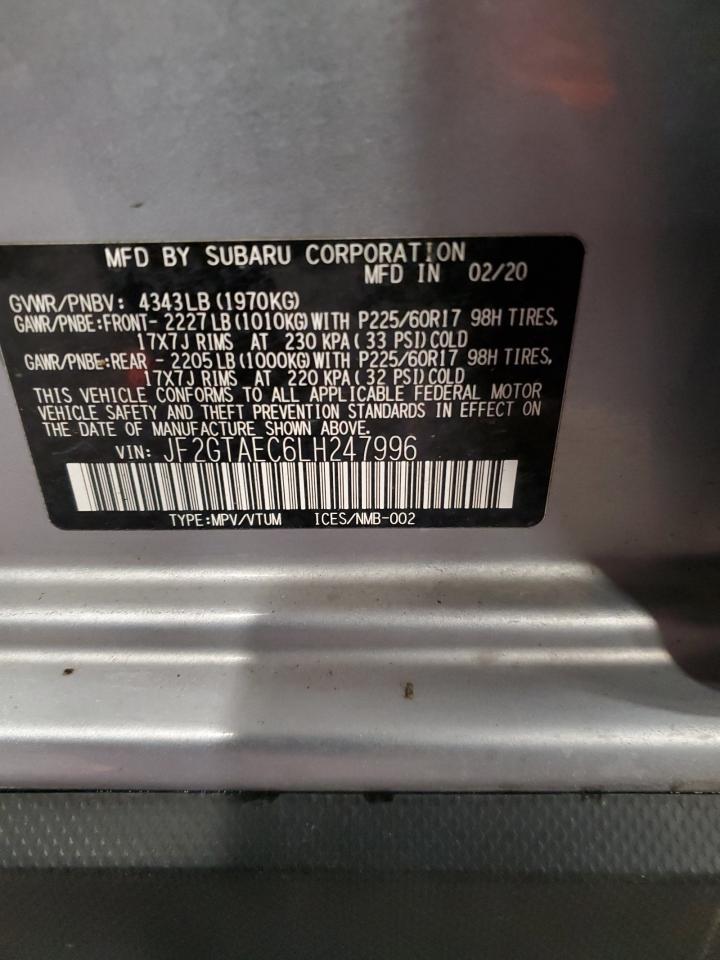 MFD BY SUBARU CORPORATION
MFD IN 02/20
GVWR/PNBV: 4343LB(1970KG)
GAWR/PNBE:FRONT- 2227LB(1010KG)WITH P225/60R17 98H TIRES,
17X7J RIMS AT 230 KPA(33 PSI)COLD
GAWR/PNBE:REAR - 2205LB(1000KG)WITH P225/60R17 98H TIRES,
17X7J RIMS AT 220 KPA(32 PSI)COLD
THIS VEHICLE CONFORMS TO ALL APPLICABLE FEDERAL MOTOR
VEHICLE SAFETY AND THEFT PREVENTION STANDARDS IN EFFECT ON
THE DATE OF MANUFACTURE SHOWN ABOVE.
VIN: JF2GTAEC6LH247996
TYPE:MPV/VTUM ICES/NMB-002